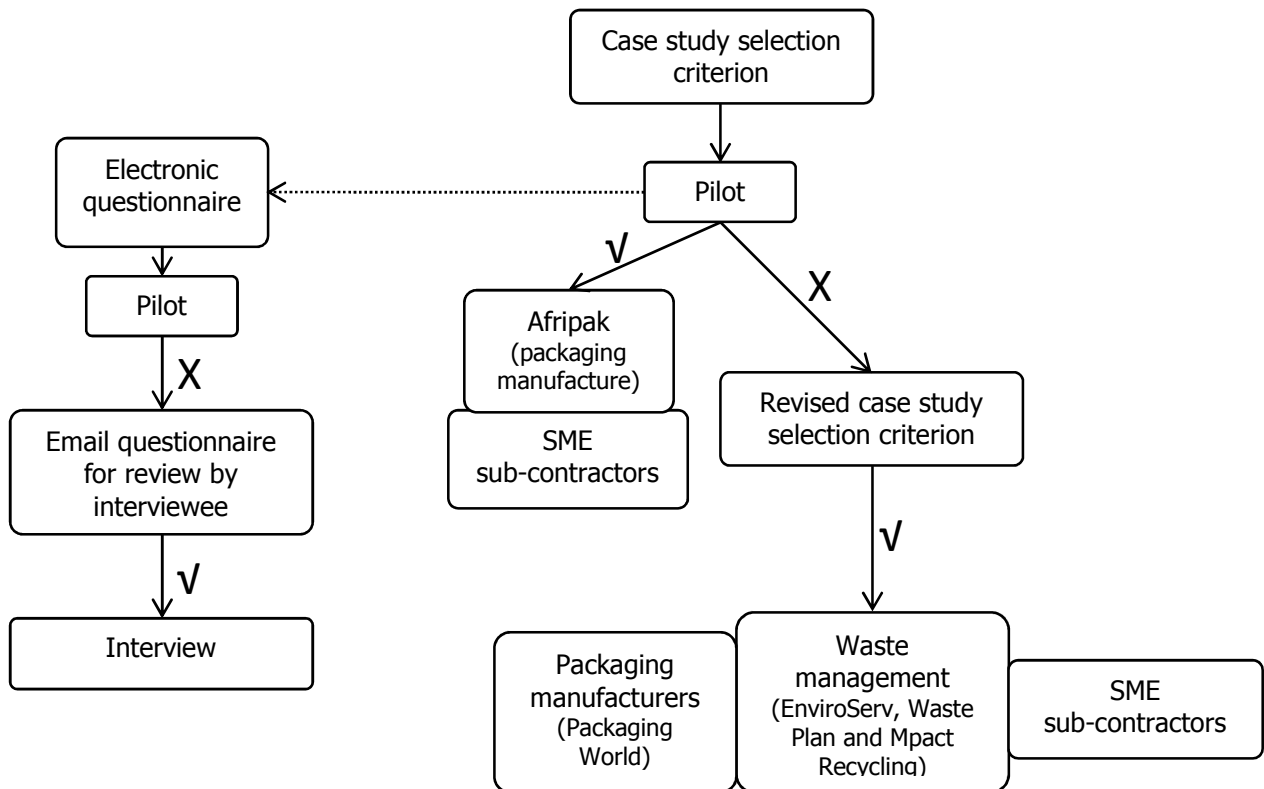 Case study selection
criterion
Electronic
questionnaire
Pilot
√
X
Pilot
X
Afripak
(packaging
manufacture)
Revised case study
selection criterion
SME
sub-contractors
Email questionnaire
for review by
interviewee
√
√
Interview
Packaging
manufacturers
(Packaging
World)
Waste
management
(EnviroServ, Waste
Plan and Mpact
Recycling)
SME
sub-contractors